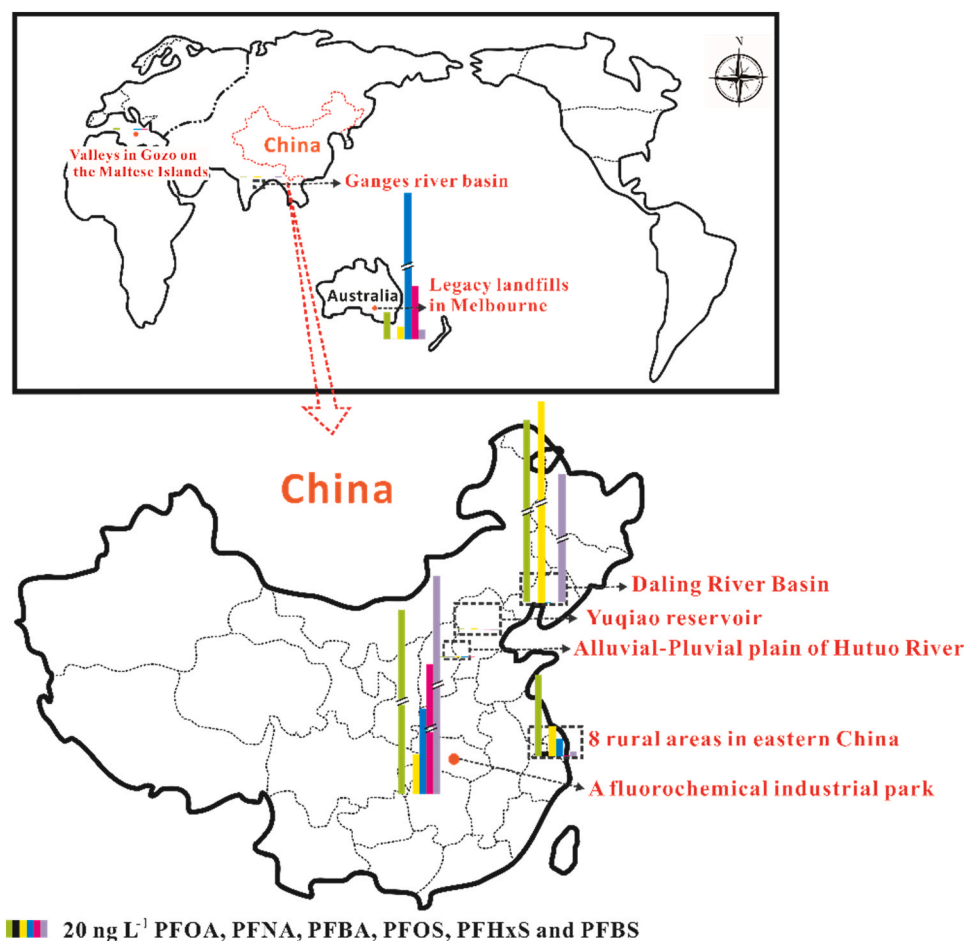 N
China
Valleys in Gozo on
the Maltese Islands
Ganges river basin
Australia
Legacy landfills
in Melbourne
China
Daling River Basin
Yuqiao reservoir
Alluvial-Pluvial plain of Hutuo River
8 rural areas in eastern China
A fluorochemical industrial park
20 ng L⁻¹ PFOA, PFNA, PFBA, PFOS, PFHxS and PFBS